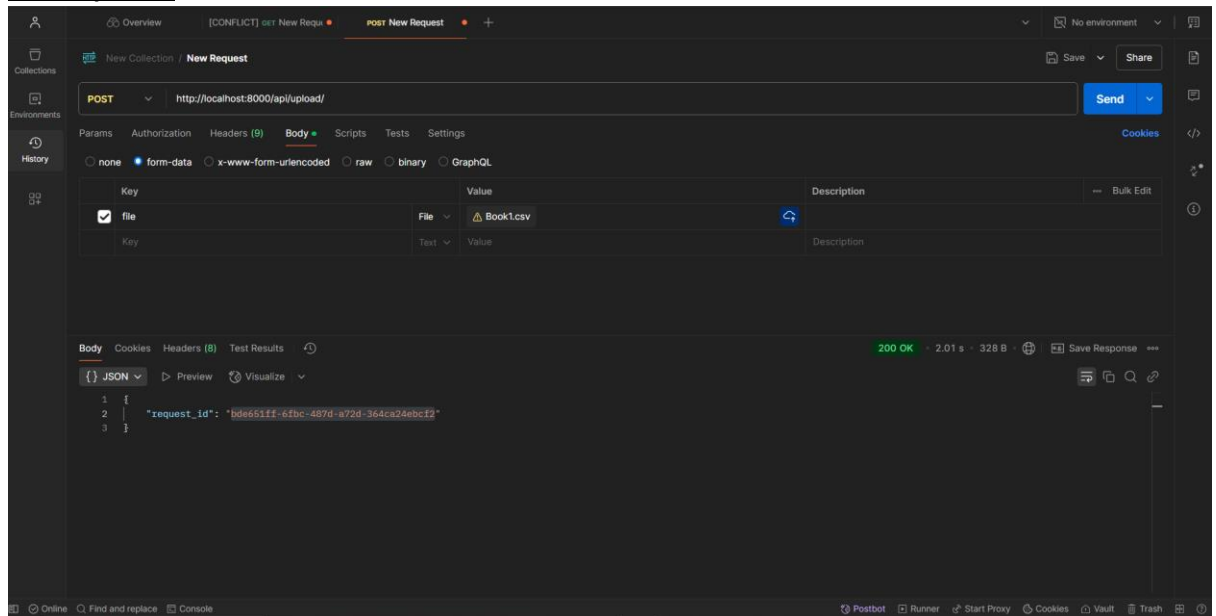 Overview
[CONFLICT] GET New Requ
POST New Request
No environment
Collections
New Collection / New Request
Save
Share
Environments
POST
http://localhost:8000/api/upload/
Send
History
Params Authorization Headers (9) Body Scripts Tests Settings
Cookies
none form-data x-www-form-urlencoded raw binary GraphQL
Key Value Description Bulk Edit
file File Book1.csv
Key Text Value Description
Body Cookies Headers (8) Test Results
200 OK 2.01 s 328 B Save Response
{} JSON Preview Visualize
1 {
2 "request_id": "bde651ff-6fbc-487d-a72d-364ca24ebcf2"
3 }
Online Find and replace Console
Postbot Runner Start Proxy Cookies Vault Trash